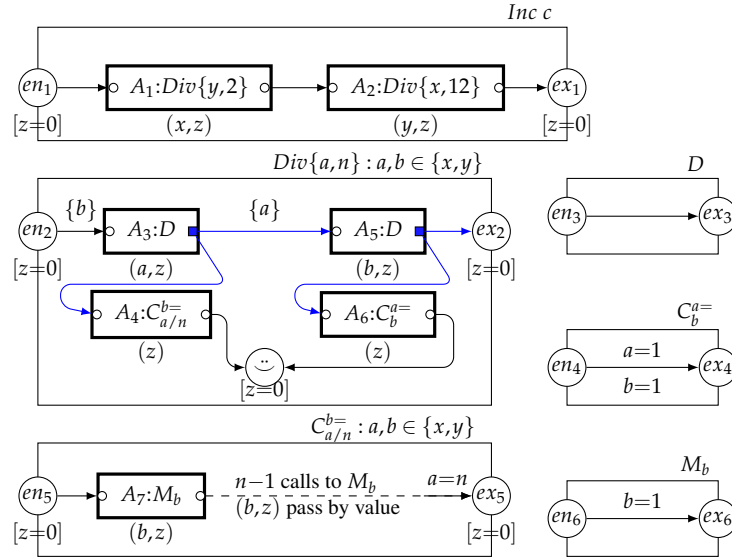 Inc c
en₁ A₁:Div{y,2} A₂:Div{x,12} ex₁
[z=0] (x,z) (y,z) [z=0]
Div{a,n} : a,b ∈ {x,y}
en₂ {b} A₃:D {a} A₅:D ex₂
[z=0] (a,z) (b,z) [z=0]
A₄:C^{b=}_{a/n} A₆:C^{a=}_{b}
(z) (z)
[z=0]
D
en₃ ex₃
C^{a=}_{b}
a=1
en₄ ex₄
b=1
C^{b=}_{a/n} : a,b ∈ {x,y}
en₅ A₇:M_b n−1 calls to M_b a=n ex₅
[z=0] (b,z) (b,z) pass by value [z=0]
M_b
b=1
en₆ ex₆